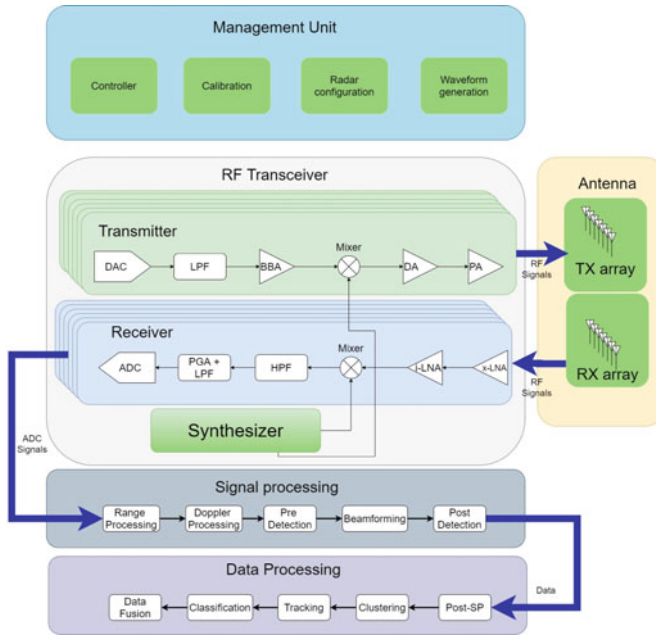 Management Unit
Controller
Calibration
Radar
configuration
Waveform
generation
RF Transceiver
Antenna
Transmitter
Mixer
DAC
LPF
BBA
DA
PA
RF
Signals
TX array
Receiver
Mixer
ADC
PGA +
LPF
HPF
i-LNA
x-LNA
RF
Signals
RX array
Synthesizer
ADC
Signals
Signal processing
Range
Processing
Doppler
Processing
Pre
Detection
Beamforming
Post
Detection
Data Processing
Data
Data
Fusion
Classification
Tracking
Clustering
Post-SP